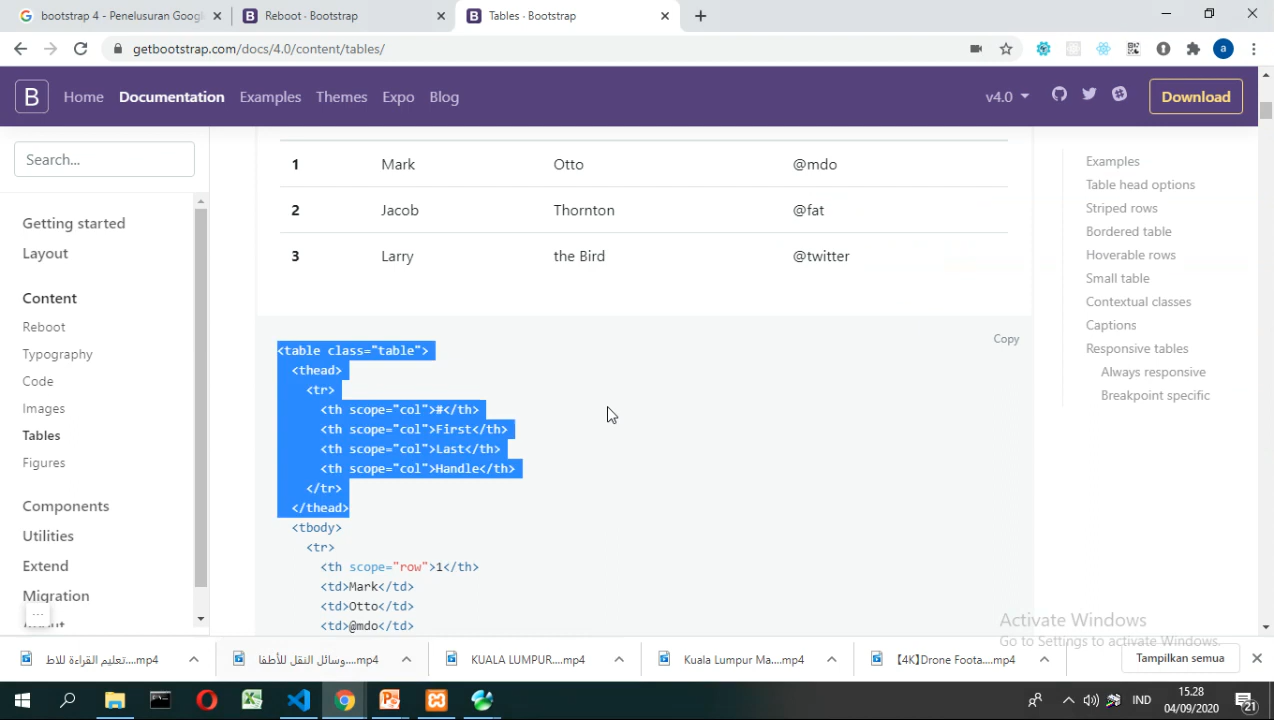 bootstrap 4 - Penelusuran Googl
Reboot · Bootstrap
Tables · Bootstrap
getbootstrap.com/docs/4.0/content/tables/
B
Home
Documentation
Examples
Themes
Expo
Blog
v4.0
Download
Search...
Getting started
Layout
Content
Reboot
Typography
Code
Images
Tables
Figures
Components
Utilities
Extend
Migration
1 Mark Otto @mdo
2 Jacob Thornton @fat
3 Larry the Bird @twitter
Copy
<table class="table">
<thead>
<tr>
<th scope="col">#</th>
<th scope="col">First</th>
<th scope="col">Last</th>
<th scope="col">Handle</th>
</tr>
</thead>
<tbody>
<tr>
<th scope="row">1</th>
<td>Mark</td>
<td>Otto</td>
<td>@mdo</td>
Examples
Table head options
Striped rows
Bordered table
Hoverable rows
Small table
Contextual classes
Captions
Responsive tables
Always responsive
Breakpoint specific
Activate Windows
Go to Settings to activate Windows.
تعليم القراءة للاط....mp4
وسائل النقل للأطفا....mp4
KUALA LUMPUR....mp4
Kuala Lumpur Ma....mp4
【4K】Drone Foota....mp4
Tampilkan semua
IND
15.28
04/09/2020
21